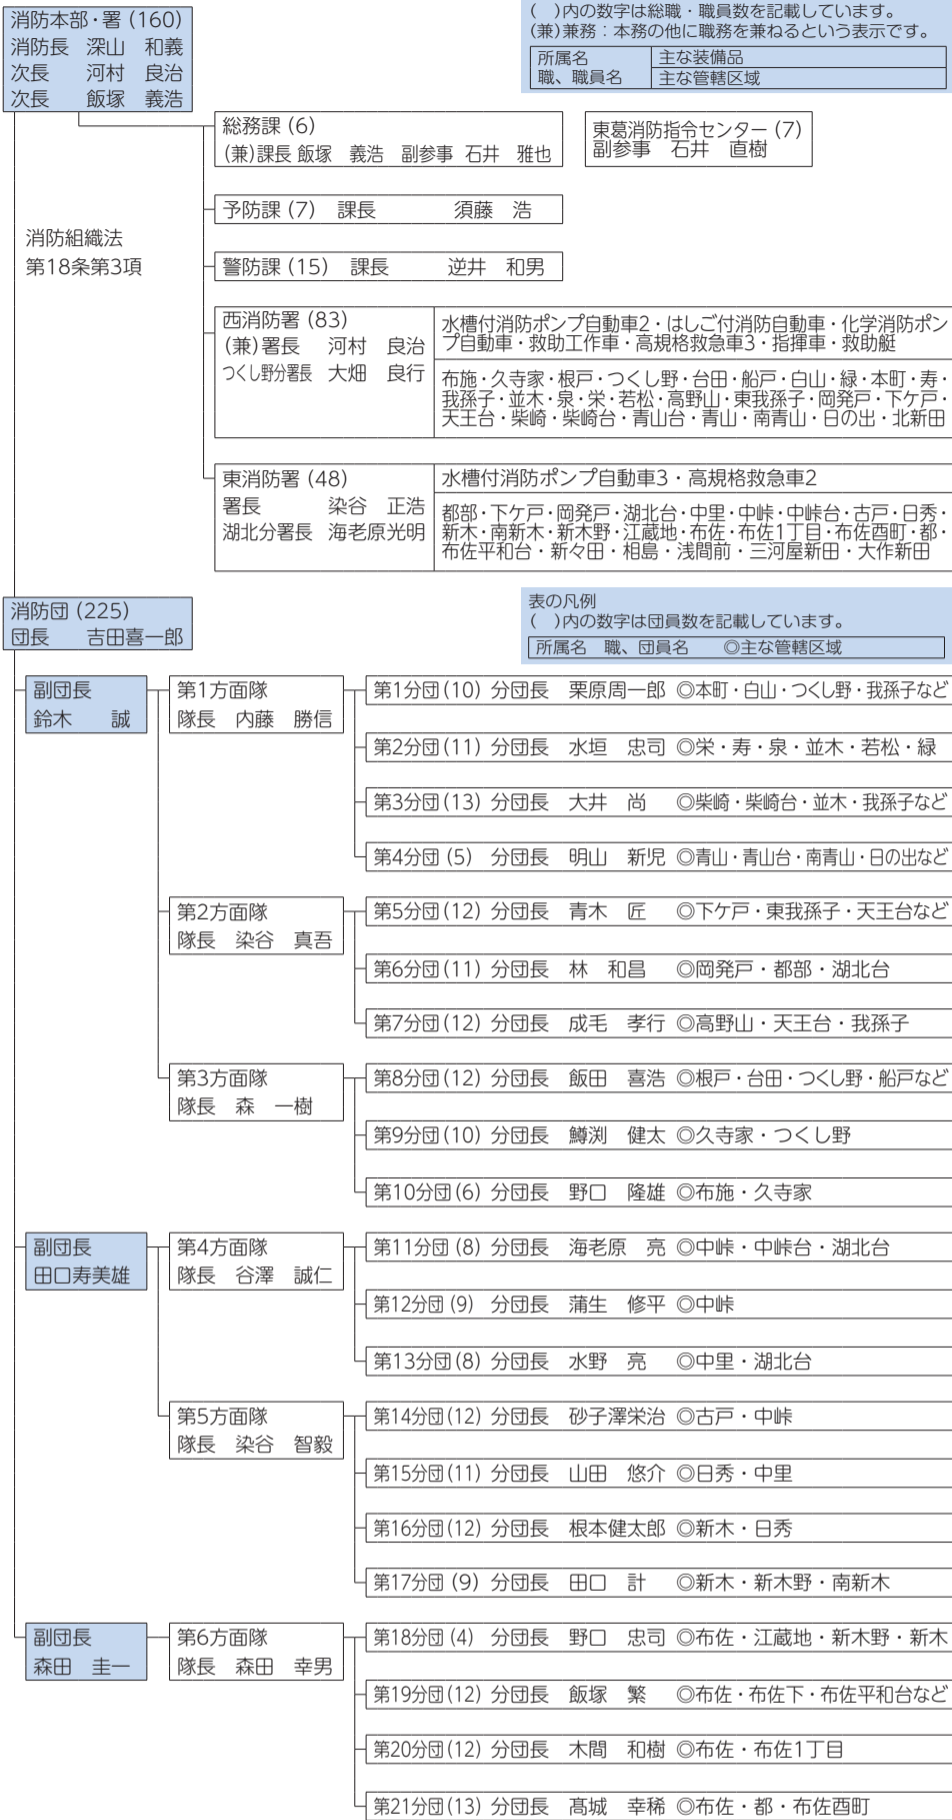 消防本部・署(160)
消防長 深山 和義
次長 河村 良治
次長 飯塚 義浩
( )内の数字は総職・職員数を記載しています。
(兼)兼務：本務の他に職務を兼ねるという表示です。
所属名 主な装備品
職、職員名 主な管轄区域
総務課(6)
(兼)課長 飯塚 義浩 副参事 石井 雅也
東葛消防指令センター(7)
副参事 石井 直樹
予防課(7) 課長 須藤 浩
消防組織法
第18条第3項
警防課(15) 課長 逆井 和男
西消防署(83)
(兼)署長 河村 良治
つくし野分署長 大畑 良行
水槽付消防ポンプ自動車2・はしご付消防自動車・化学消防ポン
プ自動車・救助工作車・高規格救急車3・指揮車・救助艇
布施・久寺家・根戸・つくし野・台田・船戸・白山・緑・本町・寿・
我孫子・並木・泉・栄・若松・高野山・東我孫子・岡発戸・下ケ戸・
天王台・柴崎・柴崎台・青山台・青山・南青山・日の出・北新田
東消防署(48)
署長 染谷 正浩
湖北分署長 海老原光明
水槽付消防ポンプ自動車3・高規格救急車2
都部・下ケ戸・岡発戸・湖北台・中里・中峠・中峠台・古戸・日秀・
新木・南新木・新木野・江蔵地・布佐・布佐1丁目・布佐酉町・都・
布佐平和台・新々田・相島・浅間前・三河屋新田・大作新田
消防団(225)
団長 吉田喜一郎
表の凡例
( )内の数字は団員数を記載しています。
所属名 職、団員名 ◎主な管轄区域
副団長
鈴木 誠
第1方面隊
隊長 内藤 勝信
第1分団(10) 分団長 栗原周一郎 ◎本町・白山・つくし野・我孫子など
第2分団(11) 分団長 水垣 忠司 ◎栄・寿・泉・並木・若松・緑
第3分団(13) 分団長 大井 尚 ◎柴崎・柴崎台・並木・我孫子など
第4分団(5) 分団長 明山 新児 ◎青山・青山台・南青山・日の出など
第2方面隊
隊長 染谷 真吾
第5分団(12) 分団長 青木 匠 ◎下ケ戸・東我孫子・天王台など
第6分団(11) 分団長 林 和昌 ◎岡発戸・都部・湖北台
第7分団(12) 分団長 成毛 孝行 ◎高野山・天王台・我孫子
第3方面隊
隊長 森 一樹
第8分団(12) 分団長 飯田 喜浩 ◎根戸・台田・つくし野・船戸など
第9分団(10) 分団長 鱒渕 健太 ◎久寺家・つくし野
第10分団(6) 分団長 野口 隆雄 ◎布施・久寺家
副団長
田口寿美雄
第4方面隊
隊長 谷澤 誠仁
第11分団(8) 分団長 海老原 亮 ◎中峠・中峠台・湖北台
第12分団(9) 分団長 蒲生 修平 ◎中峠
第13分団(8) 分団長 水野 亮 ◎中里・湖北台
第5方面隊
隊長 染谷 智毅
第14分団(12) 分団長 砂子澤栄治 ◎古戸・中峠
第15分団(11) 分団長 山田 悠介 ◎日秀・中里
第16分団(12) 分団長 根本健太郎 ◎新木・日秀
第17分団(9) 分団長 田口 計 ◎新木・新木野・南新木
副団長
森田 圭一
第6方面隊
隊長 森田 幸男
第18分団(4) 分団長 野口 忠司 ◎布佐・江蔵地・新木野・新木
第19分団(12) 分団長 飯塚 繁 ◎布佐・布佐下・布佐平和台など
第20分団(12) 分団長 木間 和樹 ◎布佐・布佐1丁目
第21分団(13) 分団長 髙城 幸稀 ◎布佐・都・布佐酉町